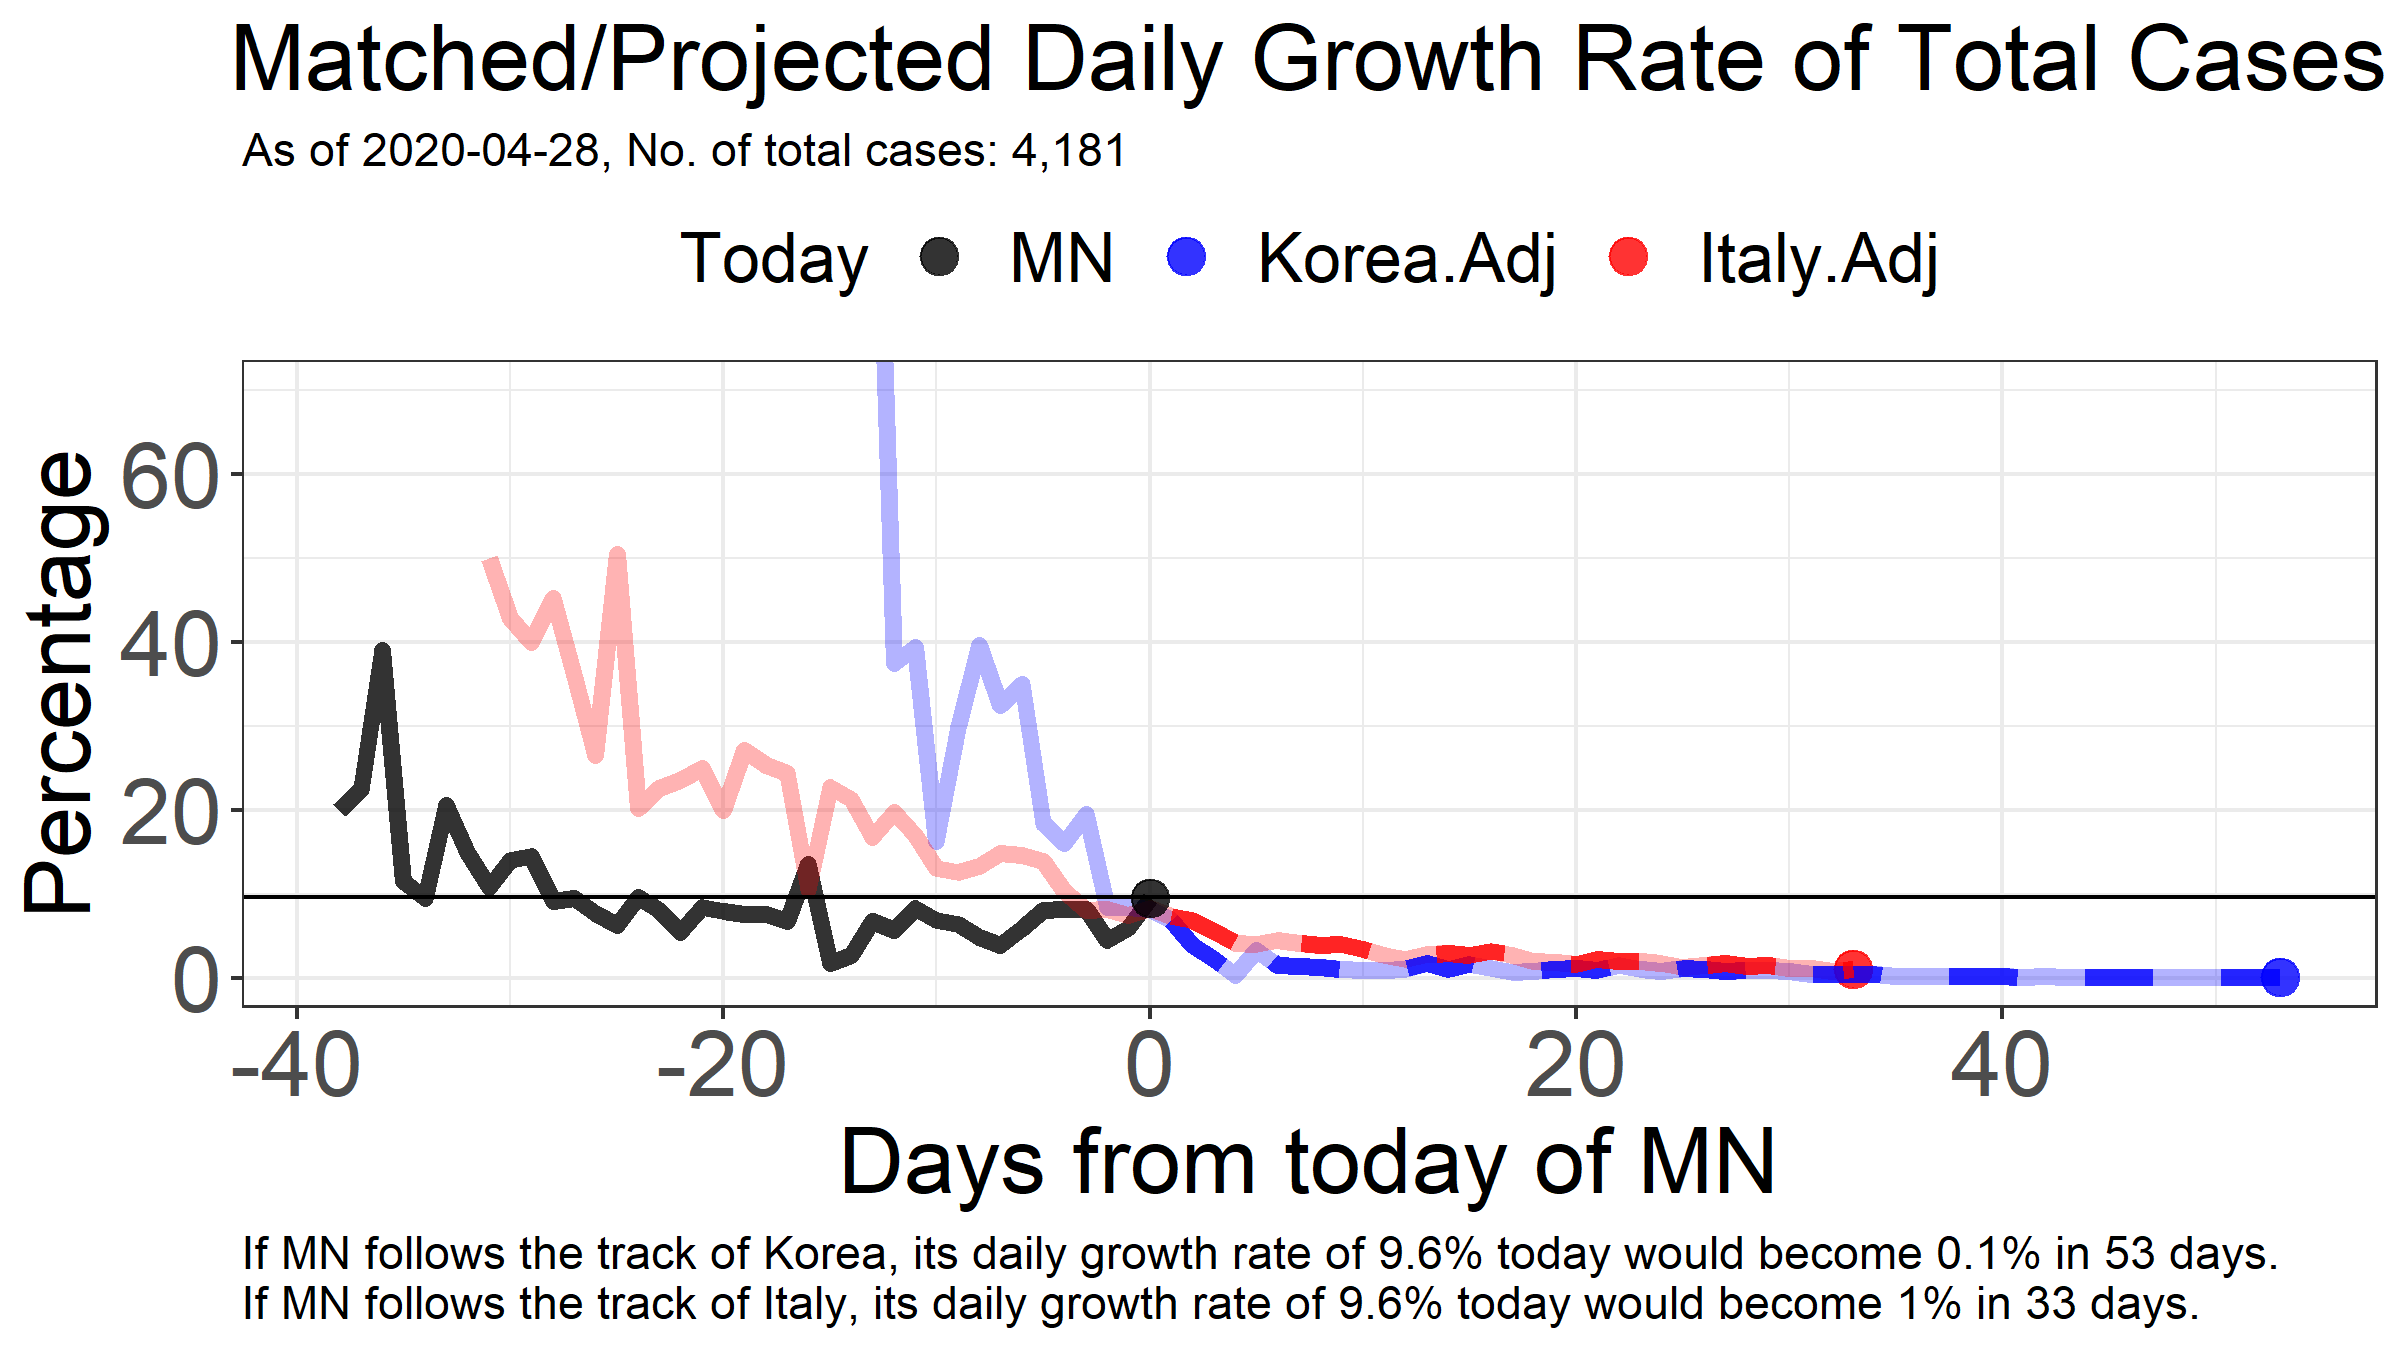 Matched/Projected Daily Growth Rate of Total Cases
As of 2020-04-28, No. of total cases: 4,181
Today MN Korea.Adj Italy.Adj
Percentage
60
40
20
0
-40 -20 0 20 40
Days from today of MN
If MN follows the track of Korea, its daily growth rate of 9.6% today would become 0.1% in 53 days.
If MN follows the track of Italy, its daily growth rate of 9.6% today would become 1% in 33 days.